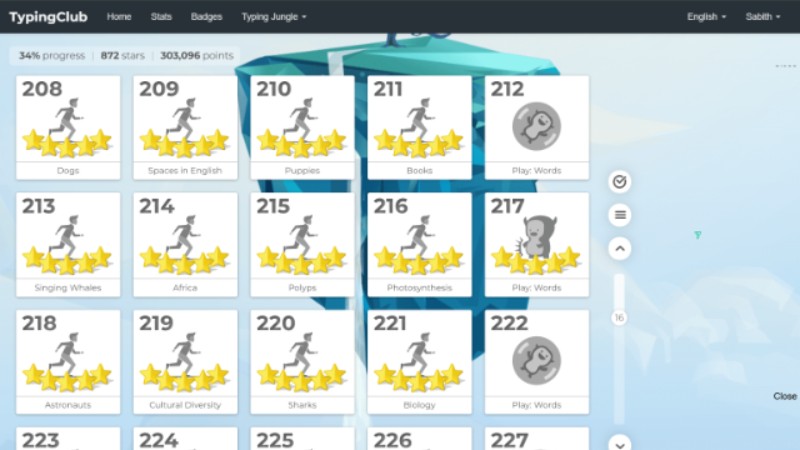 TypingClub Home Stats Badges Typing Jungle English Sabith
34% progress | 872 stars | 303,096 points
208 209 210 211 212
Dogs Spaces in English Puppies Books Play: Words
213 214 215 216 217
Singing Whales Africa Polyps Photosynthesis Play: Words
16
218 219 220 221 222
Astronauts Cultural Diversity Sharks Biology Play: Words
Close
223 224 225 226 227